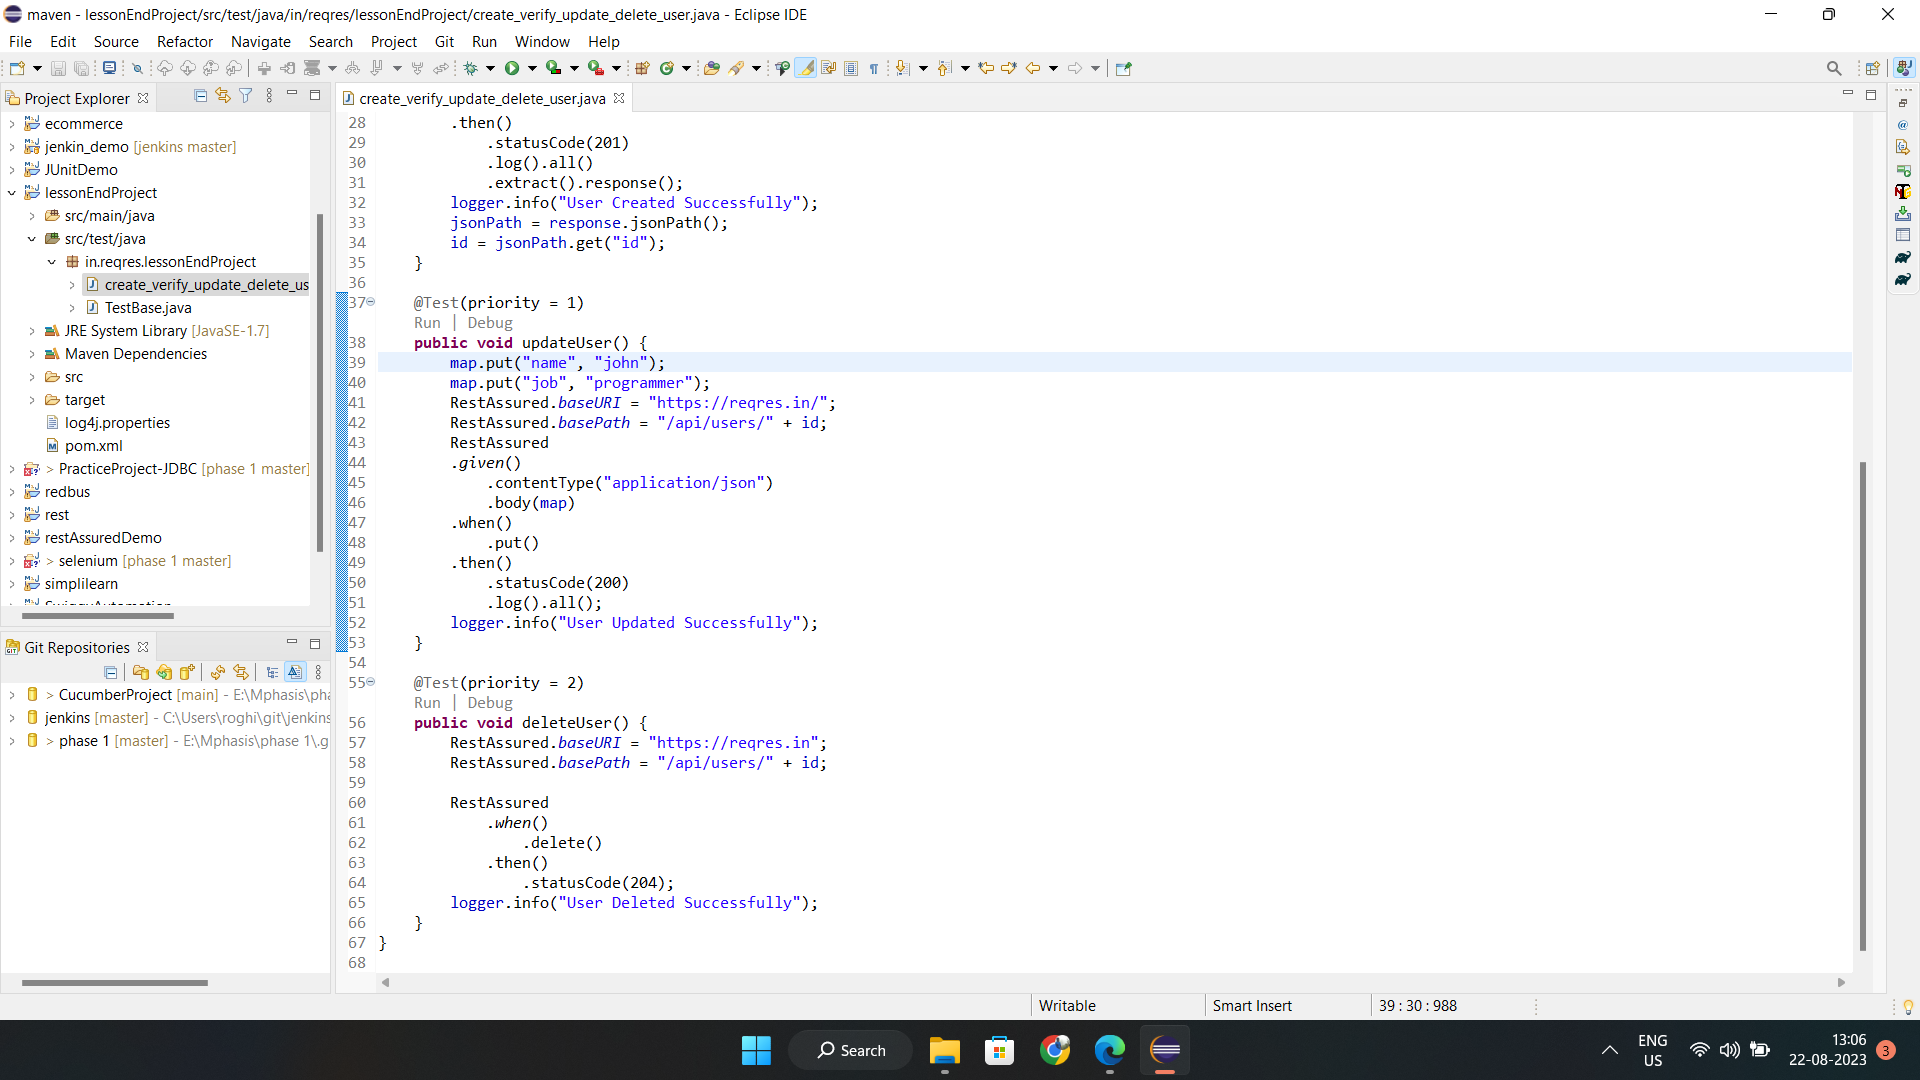 maven - lessonEndProject/src/test/java/in/reqres/lessonEndProject/create_verify_update_delete_user.java - Eclipse IDE
File Edit Source Refactor Navigate Search Project Git Run Window Help
Project Explorer
ecommerce
jenkin_demo [jenkins master]
JUnitDemo
lessonEndProject
src/main/java
src/test/java
in.reqres.lessonEndProject
create_verify_update_delete_us
TestBase.java
JRE System Library [JavaSE-1.7]
Maven Dependencies
src
target
log4j.properties
pom.xml
> PracticeProject-JDBC [phase 1 master]
redbus
rest
restAssuredDemo
> selenium [phase 1 master]
simplilearn
Git Repositories
> CucumberProject [main] - E:\Mphasis\pha
jenkins [master] - C:\Users\roghi\git\jenkins
> phase 1 [master] - E:\Mphasis\phase 1\.g
create_verify_update_delete_user.java
28 .then()
29 .statusCode(201)
30 .log().all()
31 .extract().response();
32 logger.info("User Created Successfully");
33 jsonPath = response.jsonPath();
34 id = jsonPath.get("id");
35 }
36
37 @Test(priority = 1)
Run | Debug
38 public void updateUser() {
39 map.put("name", "john");
40 map.put("job", "programmer");
41 RestAssured.baseURI = "https://reqres.in/";
42 RestAssured.basePath = "/api/users/" + id;
43 RestAssured
44 .given()
45 .contentType("application/json")
46 .body(map)
47 .when()
48 .put()
49 .then()
50 .statusCode(200)
51 .log().all();
52 logger.info("User Updated Successfully");
53 }
54
55 @Test(priority = 2)
Run | Debug
56 public void deleteUser() {
57 RestAssured.baseURI = "https://reqres.in";
58 RestAssured.basePath = "/api/users/" + id;
59
60 RestAssured
61 .when()
62 .delete()
63 .then()
64 .statusCode(204);
65 logger.info("User Deleted Successfully");
66 }
67 }
68
Writable Smart Insert 39 : 30 : 988
Search
ENG
US
13:06
22-08-2023
3